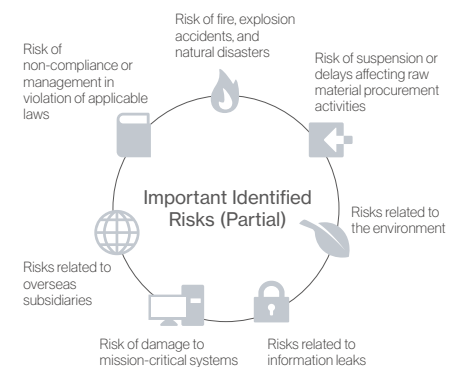 Risk of fire, explosion
accidents, and
natural disasters
Risk of
non-compliance or
management in
violation of applicable
laws
Risk of suspension or
delays affecting raw
material procurement
activities
Important Identified
Risks (Partial)
Risks related to
the environment
Risks related to
overseas
subsidiaries
Risk of damage to
mission-critical systems
Risks related to
information leaks